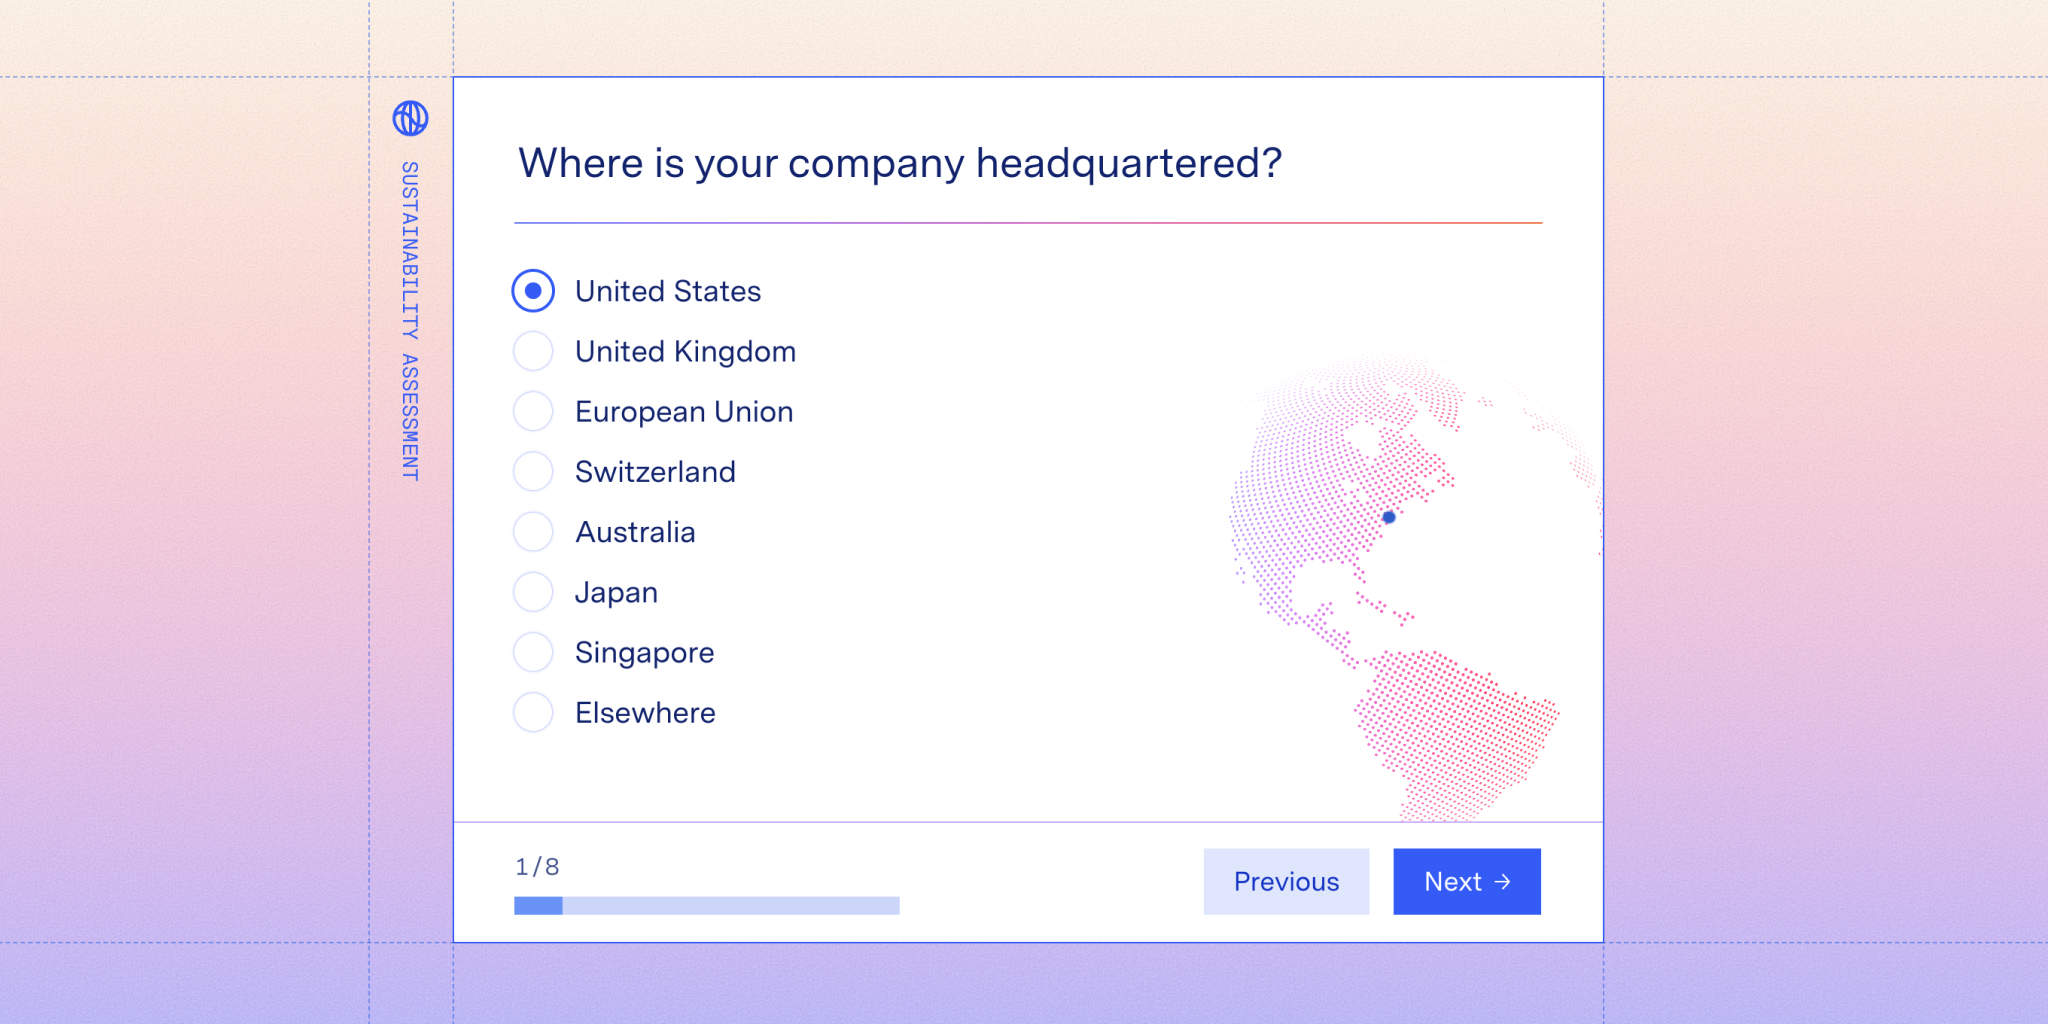 SUSTAINABILITY ASSESSMENT
Where is your company headquartered?
United States
United Kingdom
European Union
Switzerland
Australia
Japan
Singapore
Elsewhere
1/8
Previous
Next →